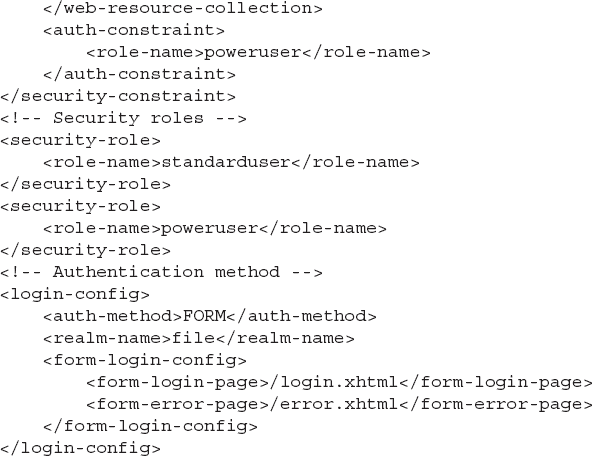 </web-resource-collection>
    <auth-constraint>
        <role-name>poweruser</role-name>
    </auth-constraint>
</security-constraint>
<!-- Security roles -->
<security-role>
    <role-name>standarduser</role-name>
</security-role>
<security-role>
    <role-name>poweruser</role-name>
</security-role>
<!-- Authentication method -->
<login-config>
    <auth-method>FORM</auth-method>
    <realm-name>file</realm-name>
    <form-login-config>
        <form-login-page>/login.xhtml</form-login-page>
        <form-error-page>/error.xhtml</form-error-page>
    </form-login-config>
</login-config>